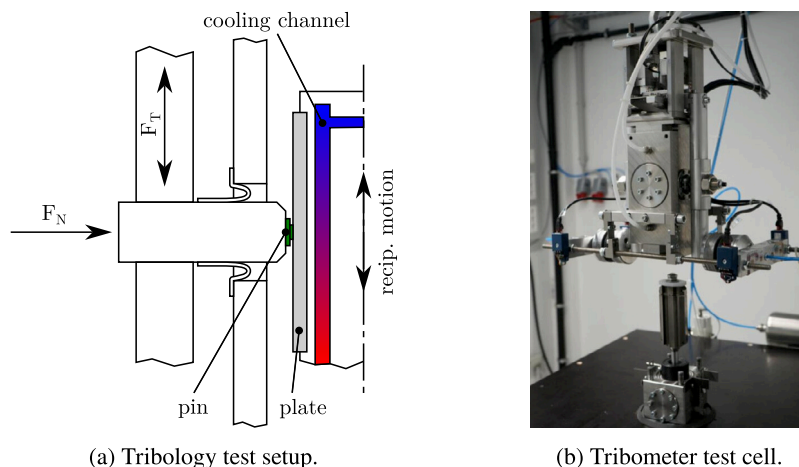 cooling channel
F_T
F_N
recip. motion
pin
plate
(a) Tribology test setup.
(b) Tribometer test cell.